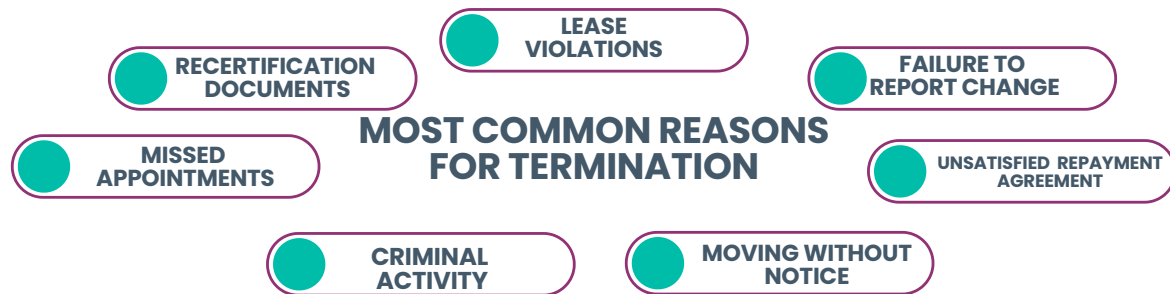 LEASE
VIOLATIONS
RECERTIFICATION
DOCUMENTS
FAILURE TO
REPORT CHANGE
MOST COMMON REASONS
FOR TERMINATION
MISSED
APPOINTMENTS
UNSATISFIED REPAYMENT
AGREEMENT
CRIMINAL
ACTIVITY
MOVING WITHOUT
NOTICE